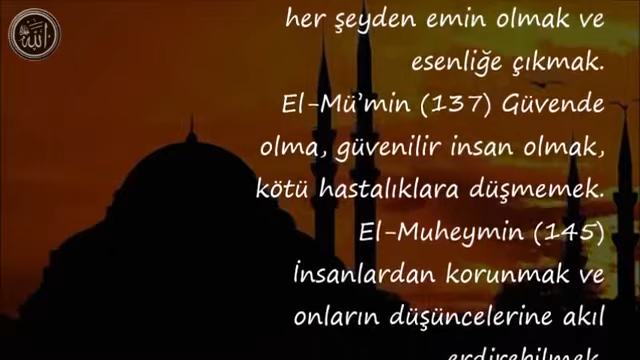 الله
her şeyden emin olmak ve
esenliğe çıkmak.
El-Mü'min (137) Güvende
olma, güvenilir insan olmak,
kötü hastalıklara düşmemek.
El-Muheymin (145)
İnsanlardan korunmak ve
onların düşüncelerine akıl
erdirebilmek.